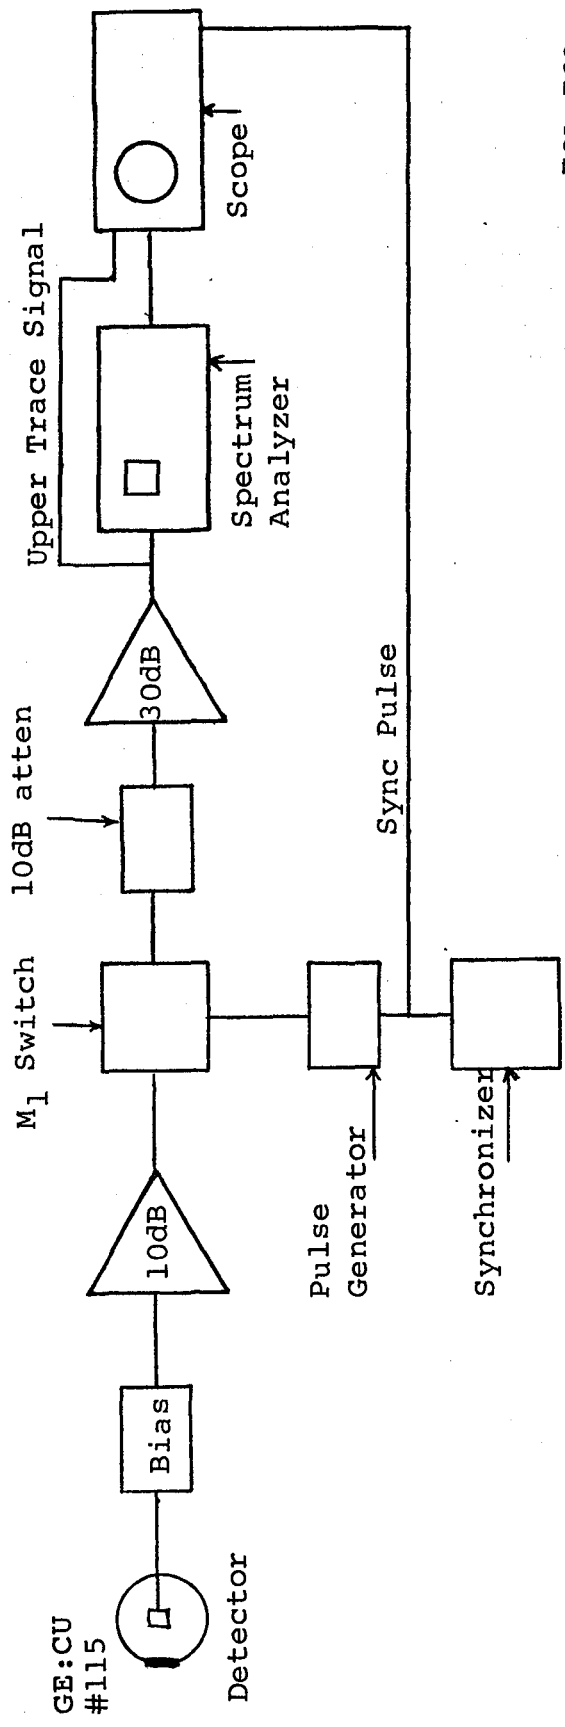 GE:CU
#115
Detector
Bias
10dB
M1 Switch
10dB atten
30dB
Upper Trace Signal
Spectrum
Analyzer
Scope
Pulse
Generator
Synchronizer
Sync Pulse